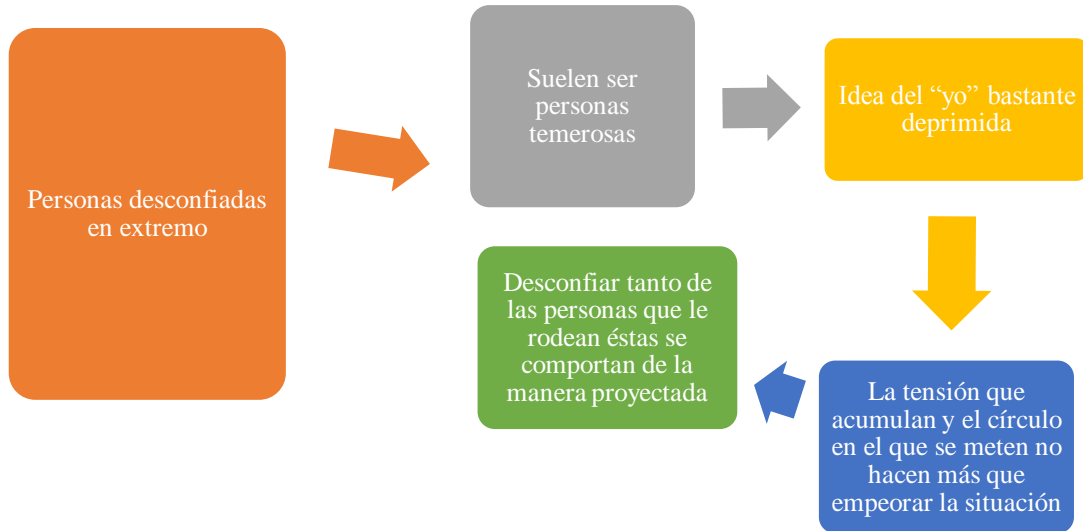 Personas desconfiadas
en extremo
Suelen ser
personas
temerosas
Idea del “yo” bastante
deprimida
La tensión que
acumulan y el círculo
en el que se meten no
hacen más que
empeorar la situación
Desconfiar tanto de
las personas que le
rodean éstas se
comportan de la
manera proyectada